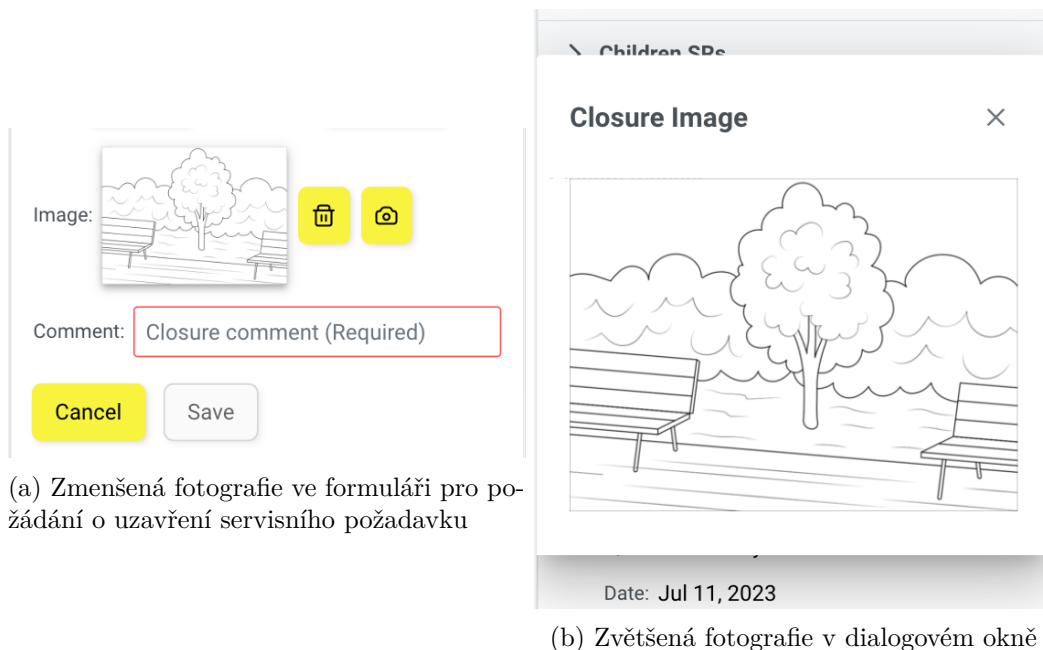 Image:
Comment: Closure comment (Required)
Cancel Save
(a) Zmenšená fotografie ve formuláři pro po-
žádání o uzavření servisního požadavku
Children SRs
Closure Image
Date: Jul 11, 2023
(b) Zvětšená fotografie v dialogovém okně